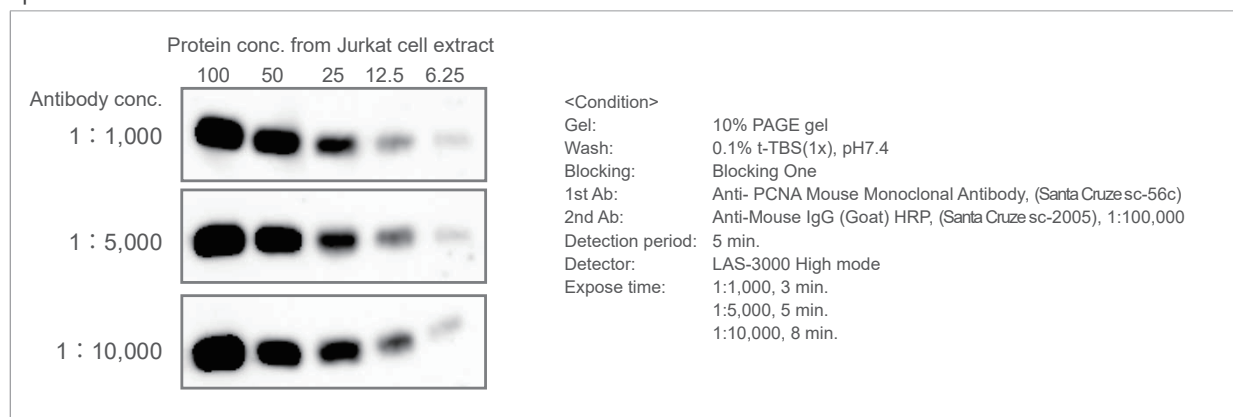 Protein conc. from Jurkat cell extract
100 50 25 12.5 6.25
Antibody conc.
1：1,000
1：5,000
1：10,000
<Condition>
Gel: 10% PAGE gel
Wash: 0.1% t-TBS(1x), pH7.4
Blocking: Blocking One
1st Ab: Anti- PCNA Mouse Monoclonal Antibody, (Santa Cruz sc-56c)
2nd Ab: Anti-Mouse IgG (Goat) HRP, (Santa Cruz sc-2005), 1:100,000
Detection period: 5 min.
Detector: LAS-3000 High mode
Expose time: 1:1,000, 3 min.
1:5,000, 5 min.
1:10,000, 8 min.